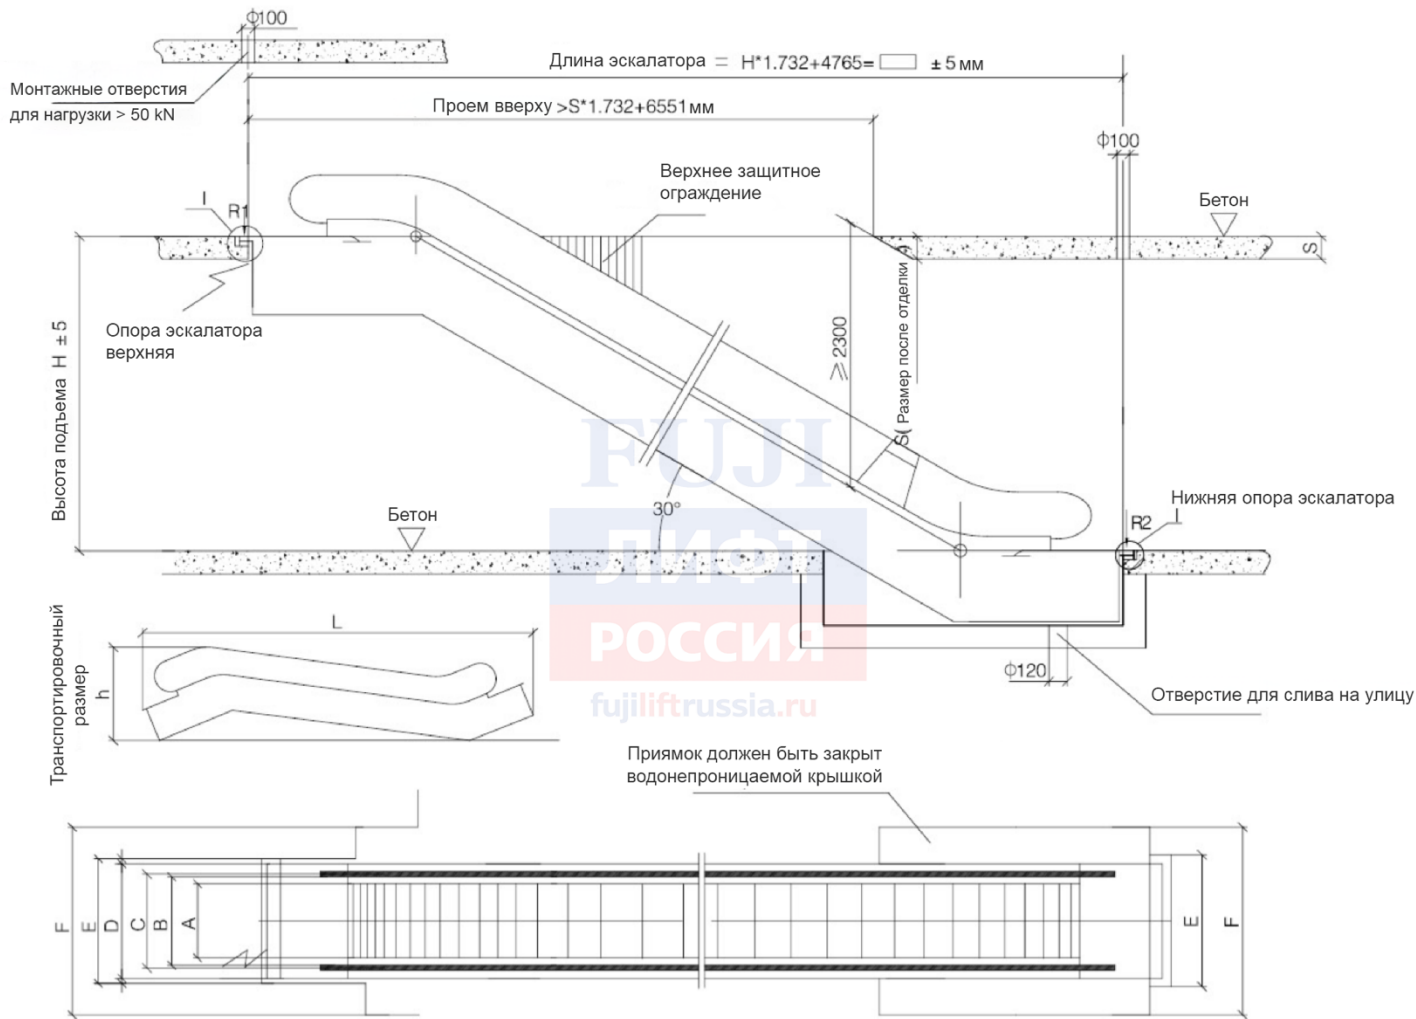 ϕ100
Длина эскалатора = H*1.732+4765= ± 5 мм
Монтажные отверстия
для нагрузки > 50 kN
Проем вверху >S*1.732+6551 мм
ϕ100
Верхнее защитное
ограждение
I
R1
Бетон
S
Опора эскалатора
верхняя
Высота подъема H ± 5
≥2300
S( Размер после отделки )
FUJI
ЛИФТ
РОССИЯ
fujiliftrussia.ru
30°
Бетон
Нижняя опора эскалатора
R2
I
Транспортировочный
размер
L
h
ϕ120
Отверстие для слива на улицу
Приямок должен быть закрыт
водонепроницаемой крышкой
F
E
D
C
B
A
E
F